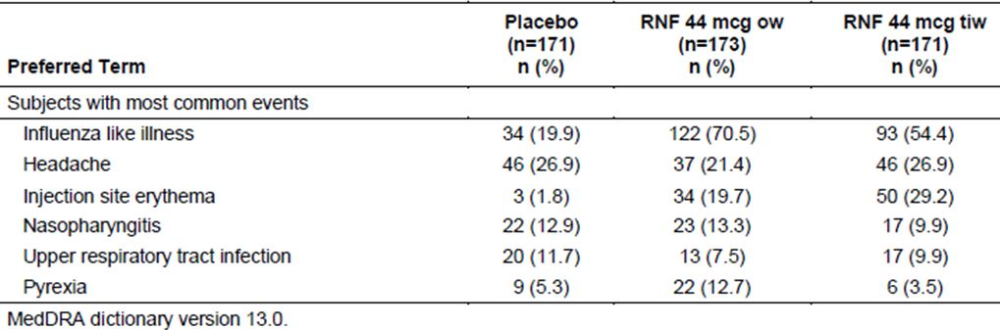 Placebo RNF 44 mcg ow RNF 44 mcg tiw
(n=171) (n=173) (n=171)
Preferred Term n (%) n (%) n (%)
Subjects with most common events
Influenza like illness 34 (19.9) 122 (70.5) 93 (54.4)
Headache 46 (26.9) 37 (21.4) 46 (26.9)
Injection site erythema 3 (1.8) 34 (19.7) 50 (29.2)
Nasopharyngitis 22 (12.9) 23 (13.3) 17 (9.9)
Upper respiratory tract infection 20 (11.7) 13 (7.5) 17 (9.9)
Pyrexia 9 (5.3) 22 (12.7) 6 (3.5)
MedDRA dictionary version 13.0.